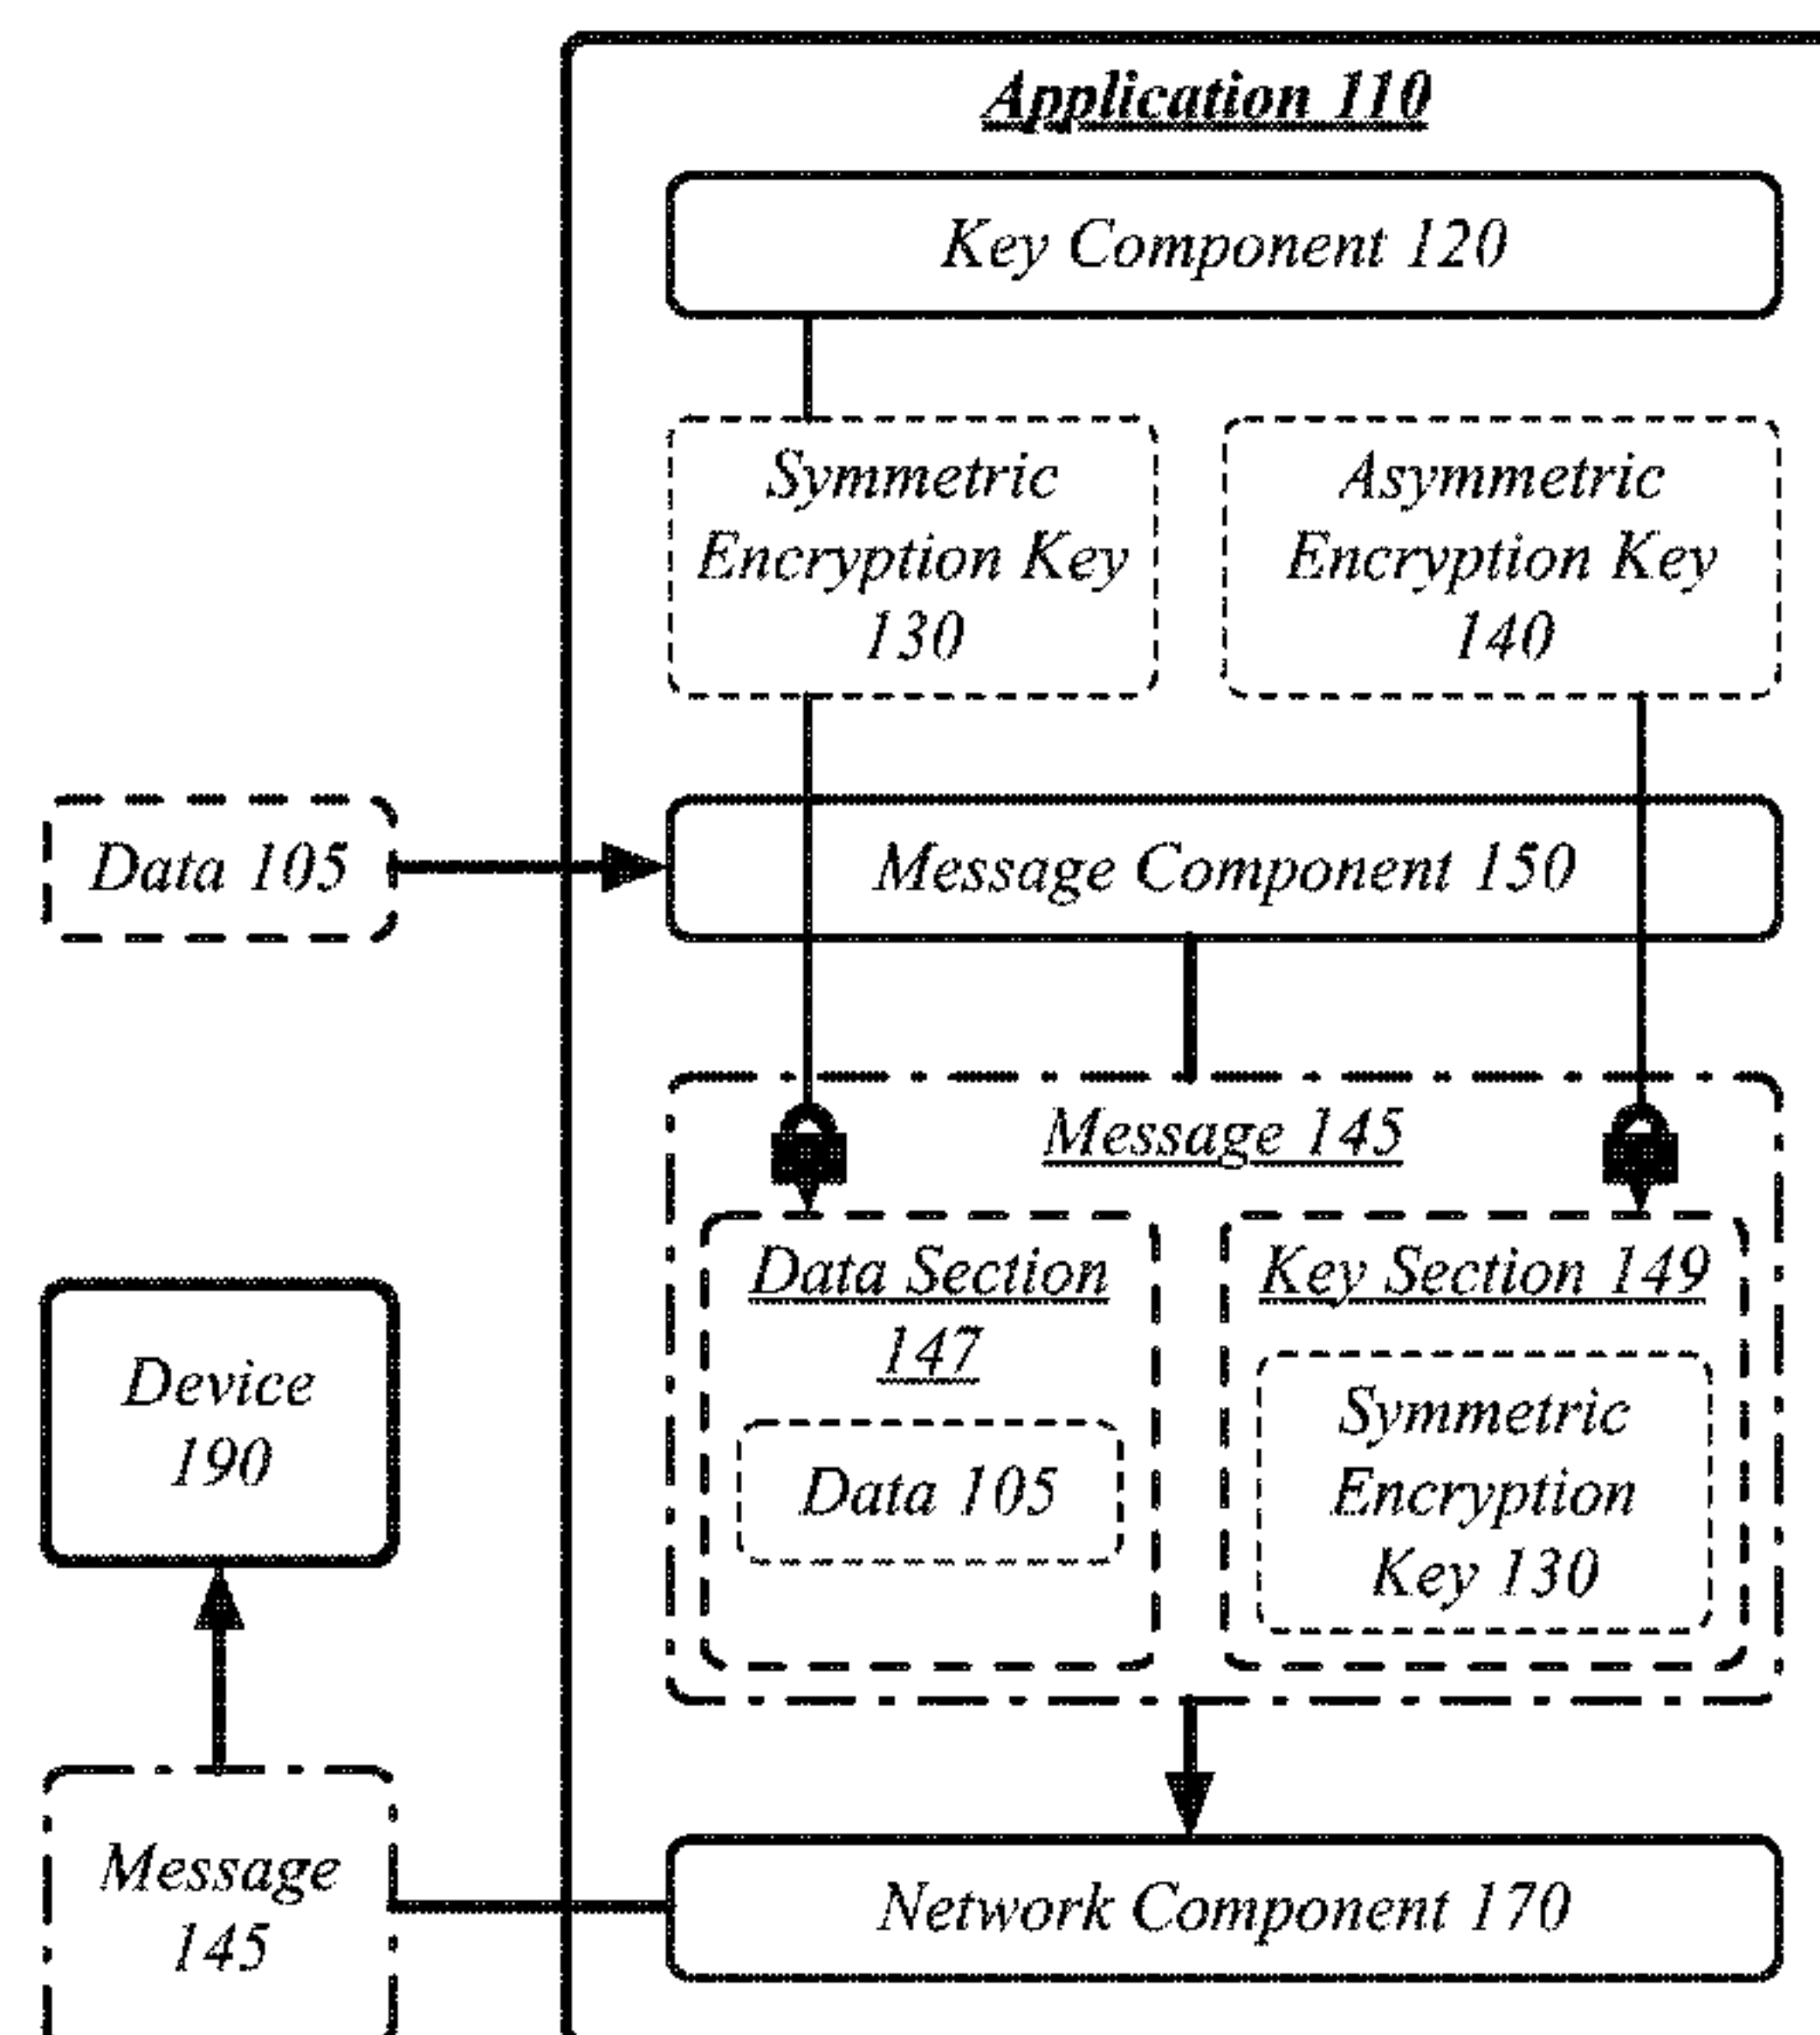 Application 110
Key Component 120
Symmetric
Encryption Key
130
Asymmetric
Encryption Key
140
Data 105
Message Component 150
Message 145
Data Section
147
Data 105
Key Section 149
Symmetric
Encryption
Key 130
Device
190
Message
145
Network Component 170